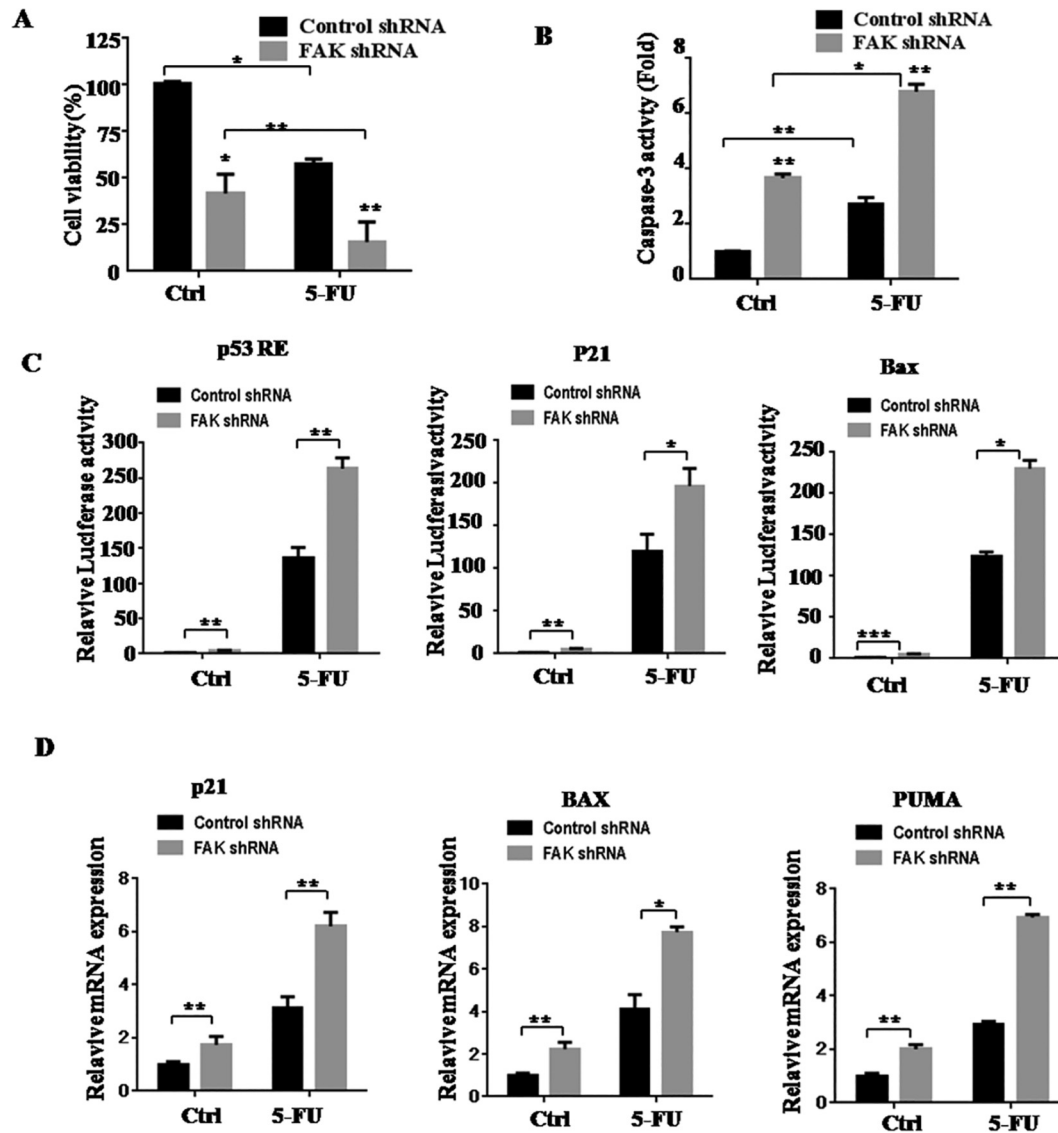 A
Control shRNA
FAK shRNA
Cell viability(%)
125
100
75
50
25
0
*
*
**
**
Ctrl
5-FU
B
Control shRNA
FAK shRNA
Caspase-3 activty (Fold)
8
6
4
2
0
*
**
**
**
Ctrl
5-FU
C
p53 RE
Control shRNA
FAK shRNA
Relavive Luciferase activity
300
250
200
150
100
50
0
**
**
Ctrl
5-FU
P21
Control shRNA
FAK shRNA
Relavive Luciferasivactivity
250
200
150
100
50
0
*
**
Ctrl
5-FU
Bax
Control shRNA
FAK shRNA
Relavive Luciferasivactivity
250
200
150
100
50
0
*
***
Ctrl
5-FU
D
p21
Control shRNA
FAK shRNA
RelavivemRNA expression
8
6
4
2
0
**
**
Ctrl
5-FU
BAX
Control shRNA
FAK shRNA
RelavivemRNA expression
10
8
6
4
2
0
*
**
Ctrl
5-FU
PUMA
Control shRNA
FAK shRNA
RelavivemRNA expression
8
6
4
2
0
**
**
Ctrl
5-FU